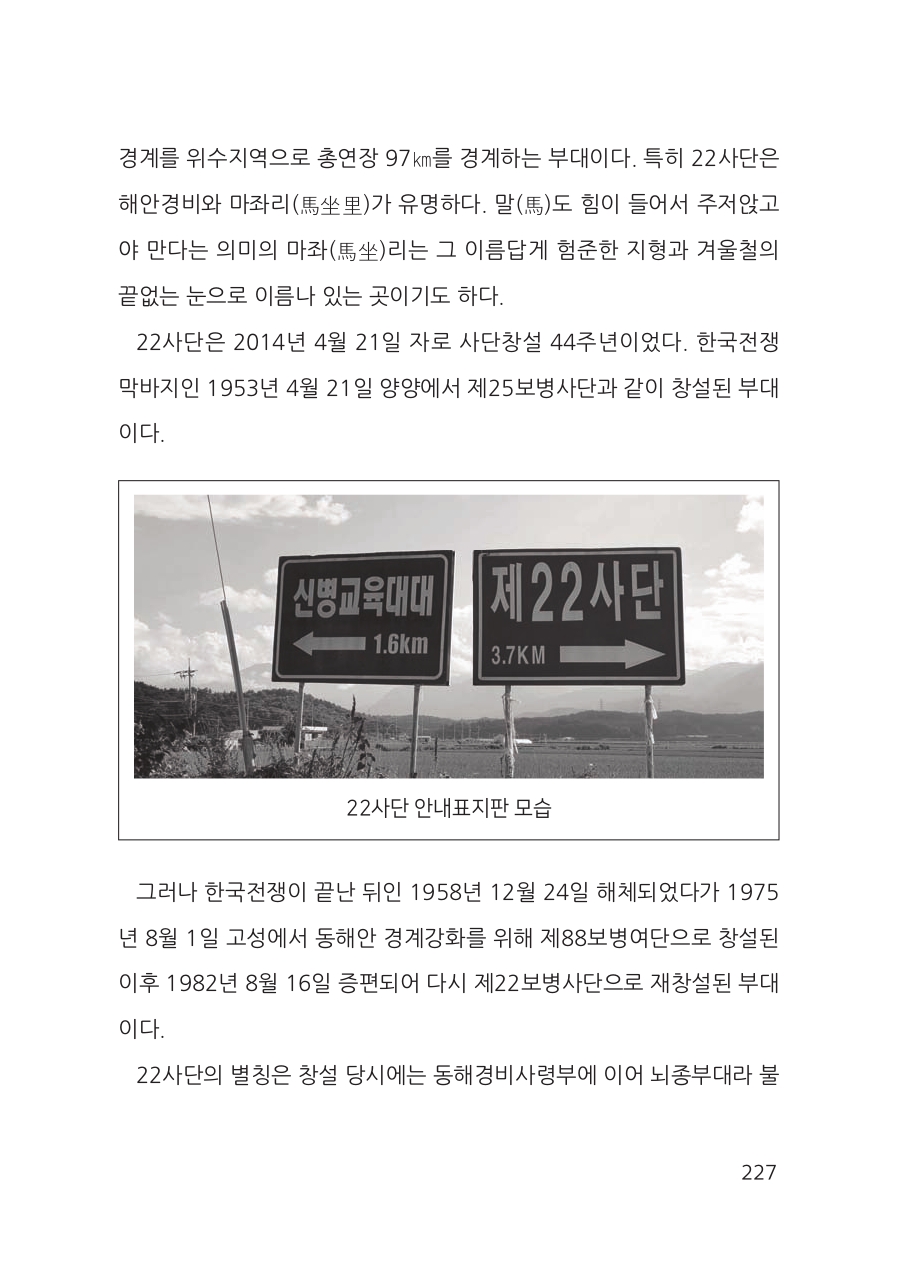 경계를 위수지역으로 총연장 97㎞를 경계하는 부대이다. 특히 22사단은
해안경비와 마좌리(馬坐里)가 유명하다. 말(馬)도 힘이 들어서 주저앉고
야 만다는 의미의 마좌(馬坐)리는 그 이름답게 험준한 지형과 겨울철의
끝없는 눈으로 이름나 있는 곳이기도 하다.
22사단은 2014년 4월 21일 자로 사단창설 44주년이었다. 한국전쟁
막바지인 1953년 4월 21일 양양에서 제25보병사단과 같이 창설된 부대
이다.
신병교육대대
1.6km
제22사단
3.7KM
22사단 안내표지판 모습
그러나 한국전쟁이 끝난 뒤인 1958년 12월 24일 해체되었다가 1975
년 8월 1일 고성에서 동해안 경계강화를 위해 제88보병여단으로 창설된
이후 1982년 8월 16일 증편되어 다시 제22보병사단으로 재창설된 부대
이다.
22사단의 별칭은 창설 당시에는 동해경비사령부에 이어 뇌종부대라 불
227